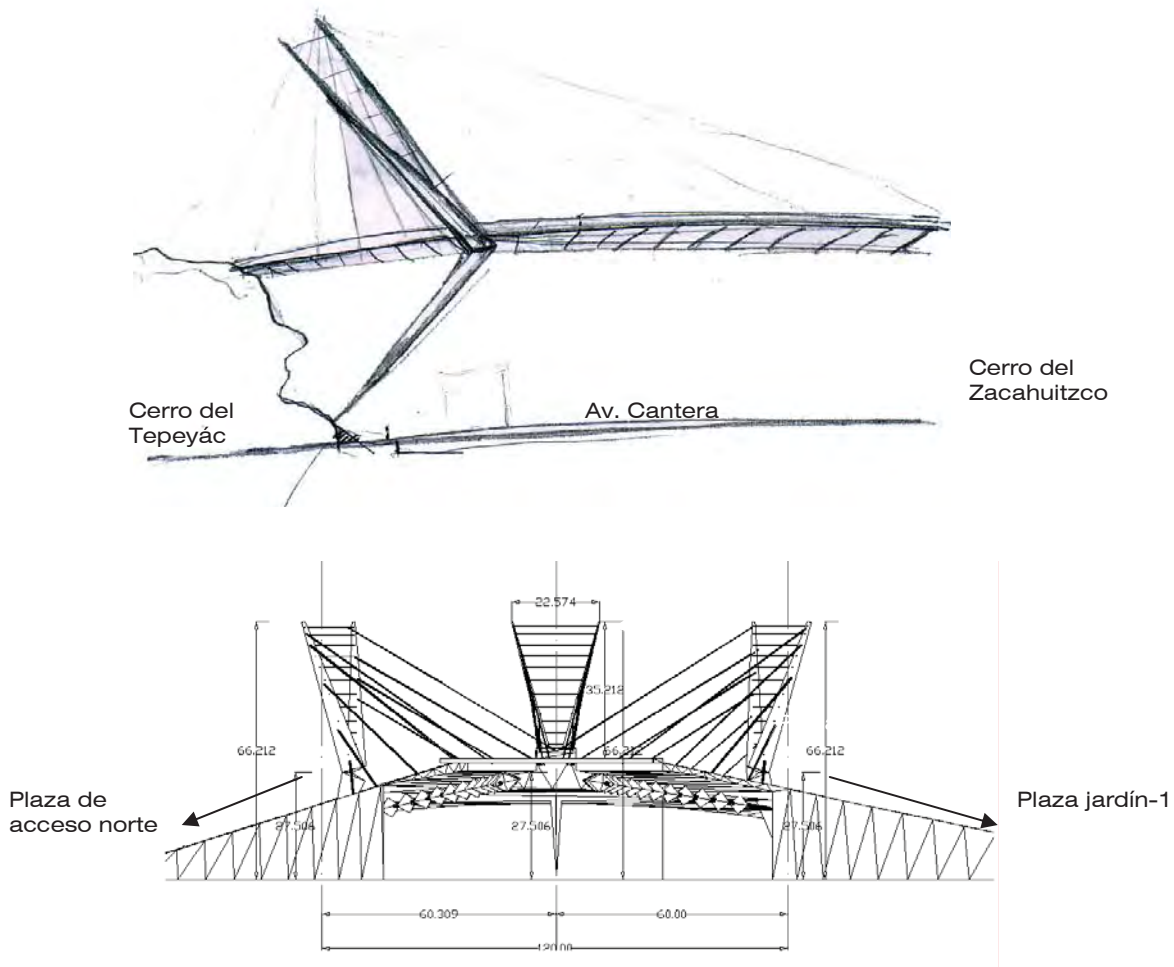 Cerro del
Tepeyác
Av. Cantera
Cerro del
Zacahuitzco
22.574
35.212
66.212
66.212
66.212
Plaza de
acceso norte
Plaza jardín-1
27.506
27.506
27.506
60.309
60.00
120.00